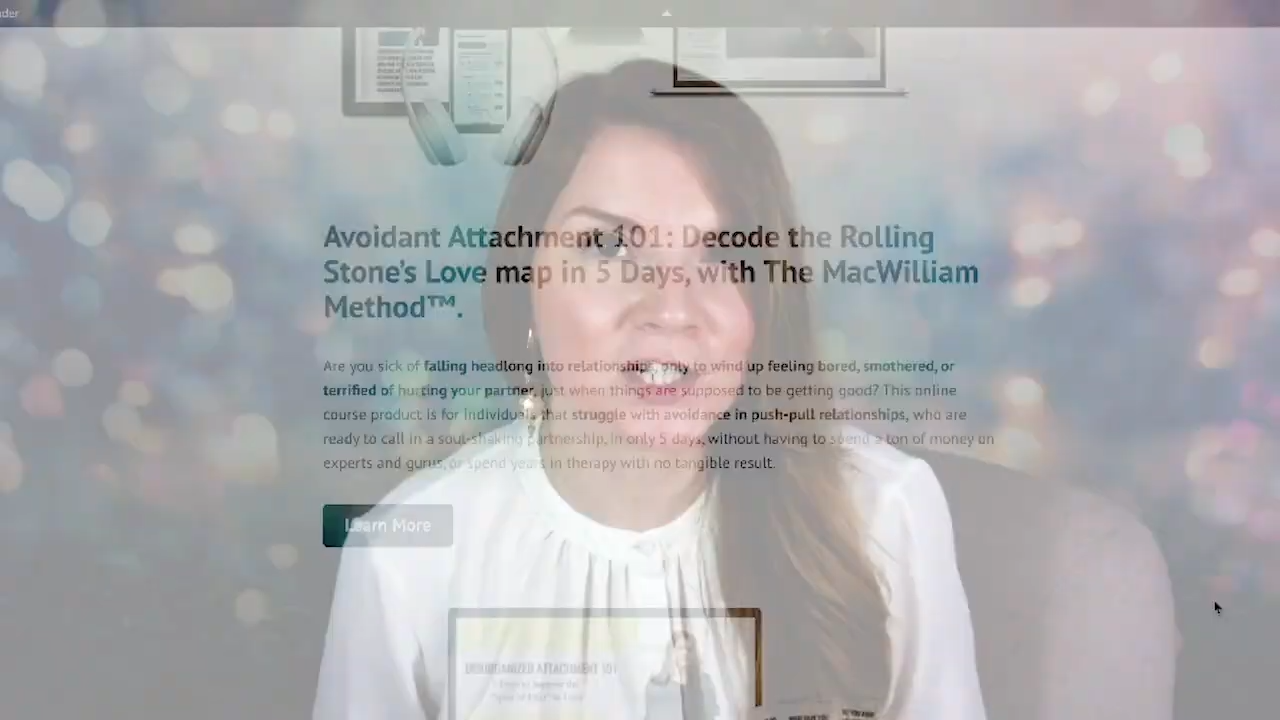 Avoidant Attachment 101: Decode the Rolling
Stone's Love map in 5 Days, with The MacWilliam
Method™.
Are you sick of falling headlong into relationships, only to wind up feeling bored, smothered, or
terrified of hurting your partner, just when things are supposed to be getting good? This online
course product is for individuals that struggle with avoidance in push-pull relationships, who are
ready to call in a soul-shaking partnership, in only 5 days, without having to spend a ton of money on
experts and gurus, or spend years in therapy with no tangible result.
Learn More
DISORGANIZED ATTACHMENT 101